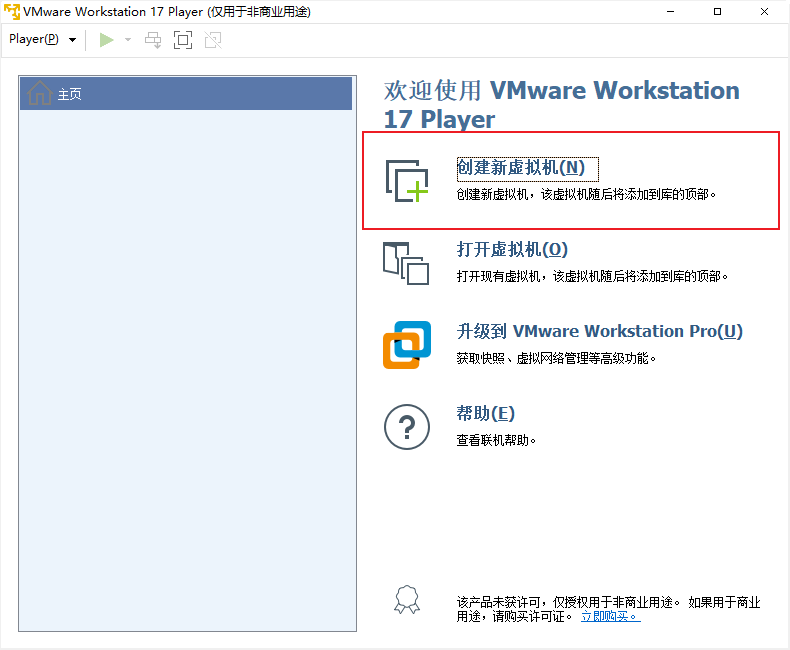 VMware Workstation 17 Player (仅用于非商业用途)
Player(P)
主页
欢迎使用 VMware Workstation
17 Player
创建新虚拟机(N)
创建新虚拟机，该虚拟机随后将添加到库的顶部。
打开虚拟机(O)
打开现有虚拟机，该虚拟机随后将添加到库的顶部。
升级到 VMware Workstation Pro(U)
获取快照、虚拟网络管理等高级功能。
帮助(E)
查看联机帮助。
该产品未获许可，仅授权用于非商业用途。 如果用于商业
用途，请购买许可证。 立即购买。